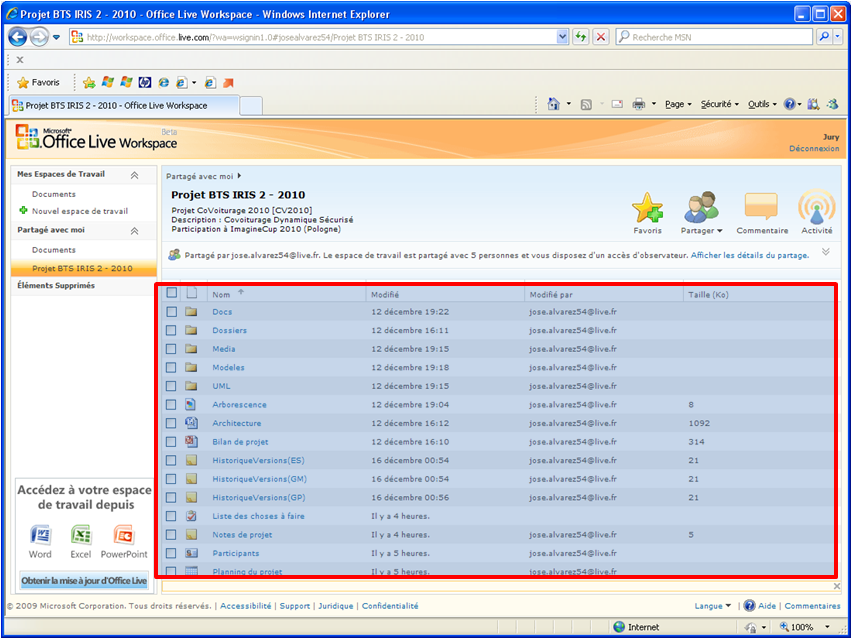 Projet BTS IRIS 2 - 2010 - Office Live Workspace - Windows Internet Explorer
http://workspace.office.live.com/?wa=wsignin1.0#josealvarez54/Projet BTS IRIS 2 - 2010
Recherche MSN
x
Favoris
Projet BTS IRIS 2 - 2010 - Office Live Workspace
Page
Sécurité
Outils
Microsoft®
Office Live Workspace
Beta
Jury
Déconnexion
Mes Espaces de Travail
Documents
Nouvel espace de travail
Partagé avec moi
Documents
Projet BTS IRIS 2 - 2010
Éléments Supprimés
Partagé avec moi
Projet BTS IRIS 2 - 2010
Projet CoVoiturage 2010 [CV2010]
Description : Covoiturage Dynamique Sécurisé
Participation à ImagineCup 2010 (Pologne)
Favoris
Partager
Commentaire
Activité
Partagé par jose.alvarez54@live.fr. Le espace de travail est partagé avec 5 personnes et vous disposez d'un accès d'observateur. Afficher les détails du partage.
Nom Modifié Modifié par Taille (Ko)
Docs 12 décembre 19:22 jose.alvarez54@live.fr
Dossiers 12 décembre 16:11 jose.alvarez54@live.fr
Media 12 décembre 19:15 jose.alvarez54@live.fr
Modeles 12 décembre 19:18 jose.alvarez54@live.fr
UML 12 décembre 19:15 jose.alvarez54@live.fr
Arborescence 12 décembre 19:04 jose.alvarez54@live.fr 8
Architecture 12 décembre 16:12 jose.alvarez54@live.fr 1092
Bilan de projet 12 décembre 16:10 jose.alvarez54@live.fr 314
HistoriqueVersions(ES) 16 décembre 00:54 jose.alvarez54@live.fr 21
HistoriqueVersions(GM) 16 décembre 00:54 jose.alvarez54@live.fr 21
HistoriqueVersions(GP) 16 décembre 00:56 jose.alvarez54@live.fr 21
Liste des choses à faire Il y a 4 heures.
Notes de projet Il y a 4 heures. jose.alvarez54@live.fr 5
Participants Il y a 5 heures. jose.alvarez54@live.fr
Planning du projet Il y a 5 heures. jose.alvarez54@live.fr
Accédez à votre espace
de travail depuis
Word Excel PowerPoint
Obtenir la mise à jour d'Office Live
© 2009 Microsoft Corporation. Tous droits réservés. | Accessibilité | Support | Juridique | Confidentialité
Langue | Aide | Commentaires
Internet
100%